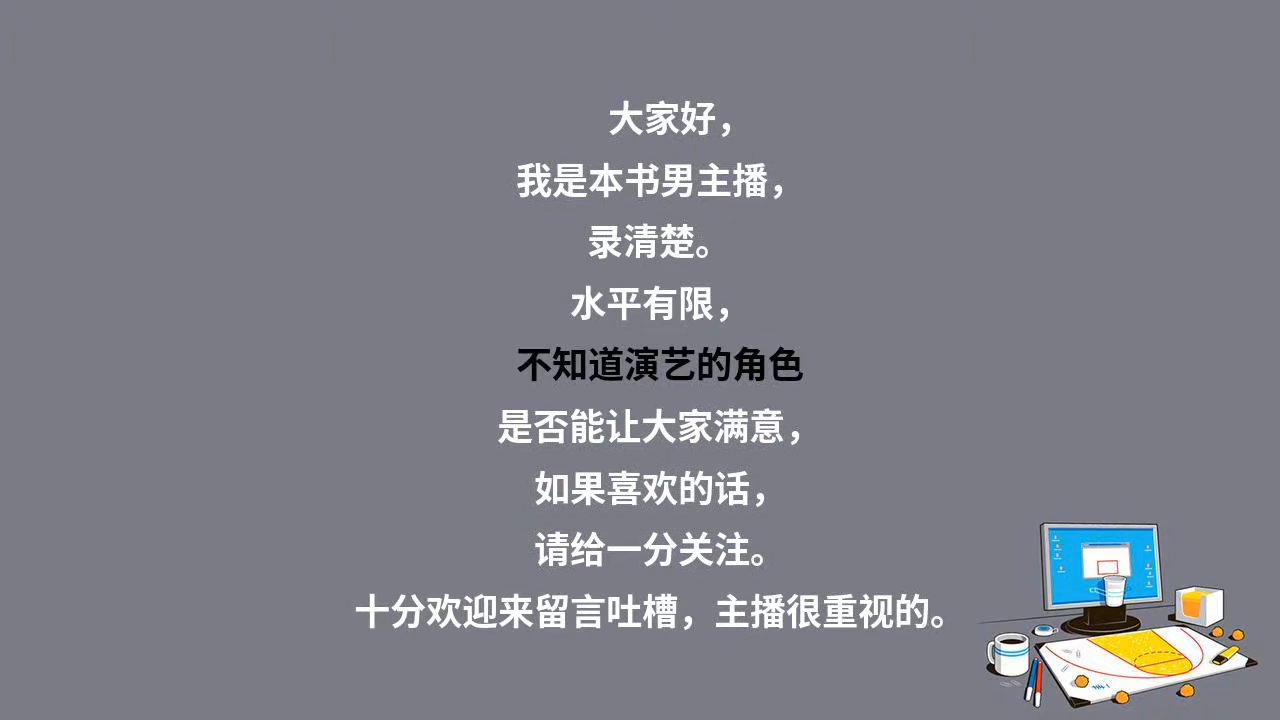 大家好，
我是本书男主播，
录清楚。
水平有限，
不知道演艺的角色
是否能让大家满意，
如果喜欢的话，
请给一分关注。
十分欢迎来留言吐槽，主播很重视的。